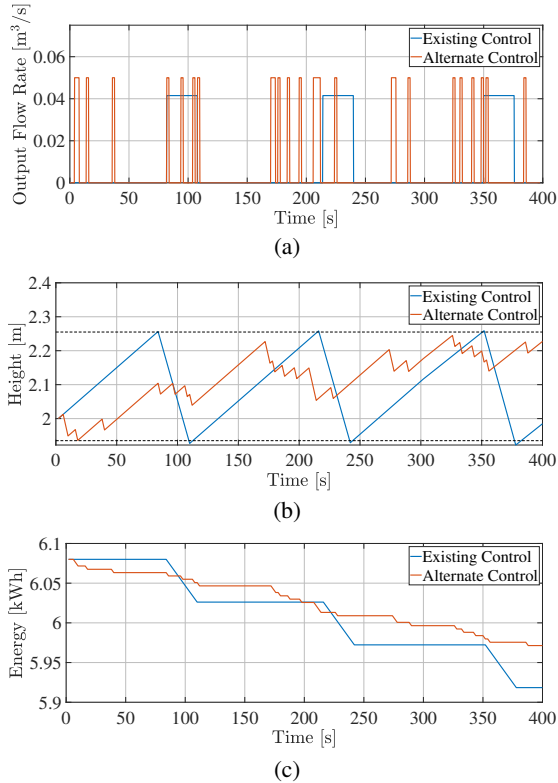 Output Flow Rate [m³/s]
0.06
0.04
0.02
0
Existing Control
Alternate Control
0 50 100 150 200 250 300 350 400
Time [s]
(a)
Height [m]
2.4
2.3
2.2
2.1
2
Existing Control
Alternate Control
0 50 100 150 200 250 300 350 400
Time [s]
(b)
Energy [kWh]
6.1
6.05
6
5.95
5.9
Existing Control
Alternate Control
0 50 100 150 200 250 300 350 400
Time [s]
(c)